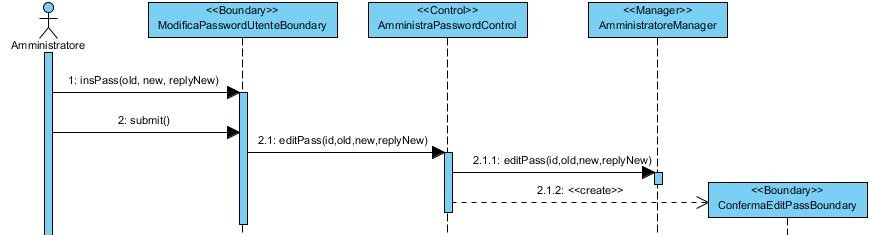 <<Boundary>>
ModificaPasswordUtenteBoundary
<<Control>>
AmministraPasswordControl
<<Manager>>
AmministratoreManager
Amministratore
1: insPass(old, new, replyNew)
2: submit()
2.1: editPass(id,old,new,replyNew)
2.1.1: editPass(id,old,new,replyNew)
2.1.2: <<create>>
<<Boundary>>
ConfermaEditPassBoundary